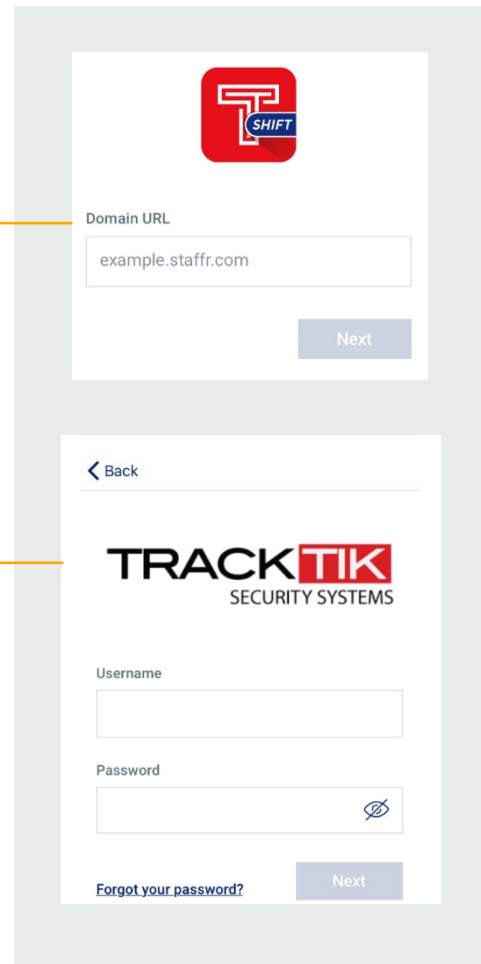 SHIFT
Domain URL
example.staffr.com
Next
Back
TRACKTIK
SECURITY SYSTEMS
Username
Password
Forgot your password?
Next